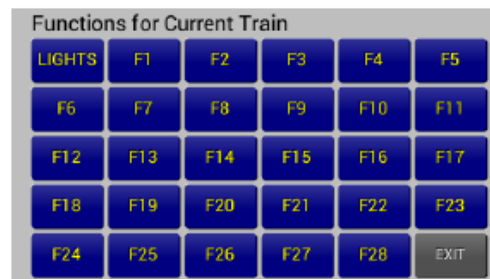 Functions for Current Train
LIGHTS F1 F2 F3 F4 F5
F6 F7 F8 F9 F10 F11
F12 F13 F14 F15 F16 F17
F18 F19 F20 F21 F22 F23
F24 F25 F26 F27 F28 EXIT